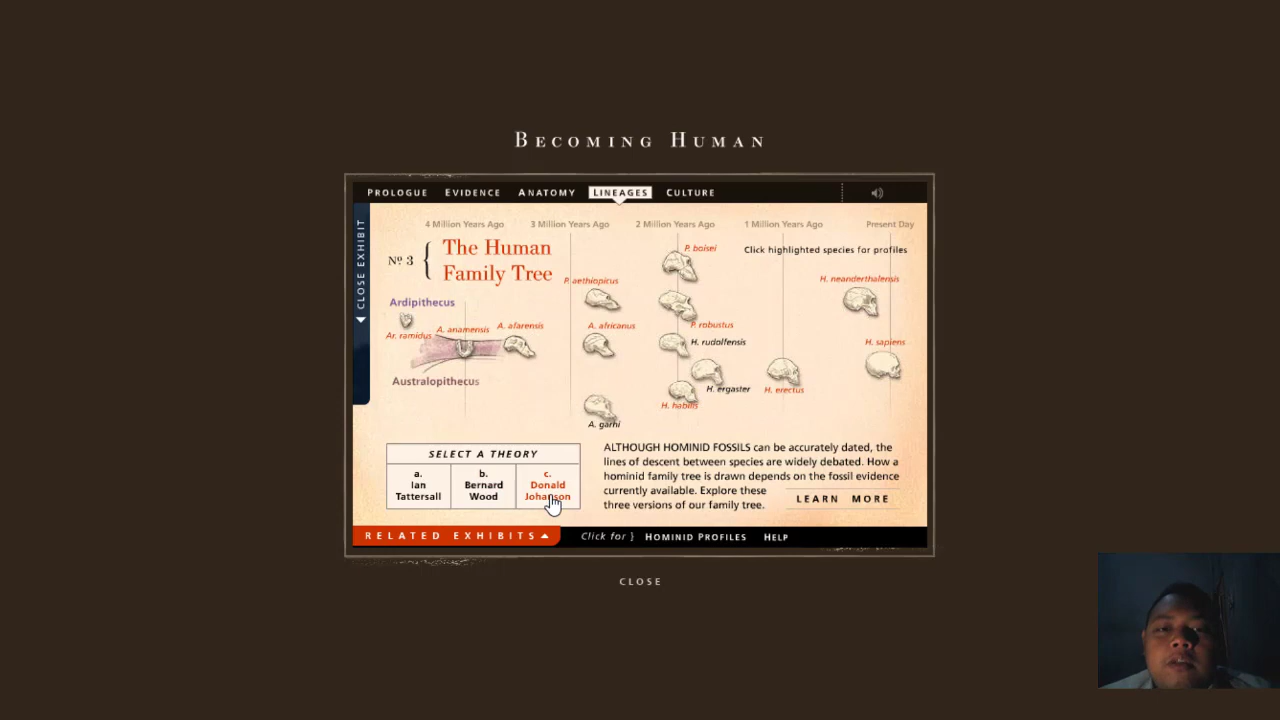 BECOMING HUMAN
PROLOGUE EVIDENCE ANATOMY LINEAGES CULTURE
CLOSE EXHIBIT
4 Million Years Ago 3 Million Years Ago 2 Million Years Ago 1 Million Years Ago Present Day
Nº 3 { The Human
Family Tree
Click highlighted species for profiles
P. boisei
P. aethiopicus
H. neanderthalensis
Ardipithecus
Ar. ramidus
A. anamensis
A. afarensis
A. africanus
P. robustus
H. rudolfensis
H. sapiens
Australopithecus
H. ergaster
H. erectus
H. habilis
A. garhi
SELECT A THEORY
a.
Ian
Tattersall
b.
Bernard
Wood
c.
Donald
Johanson
ALTHOUGH HOMINID FOSSILS can be accurately dated, the
lines of descent between species are widely debated. How a
hominid family tree is drawn depends on the fossil evidence
currently available. Explore these
three versions of our family tree.
LEARN MORE
RELATED EXHIBITS
Click for } HOMINID PROFILES HELP
CLOSE